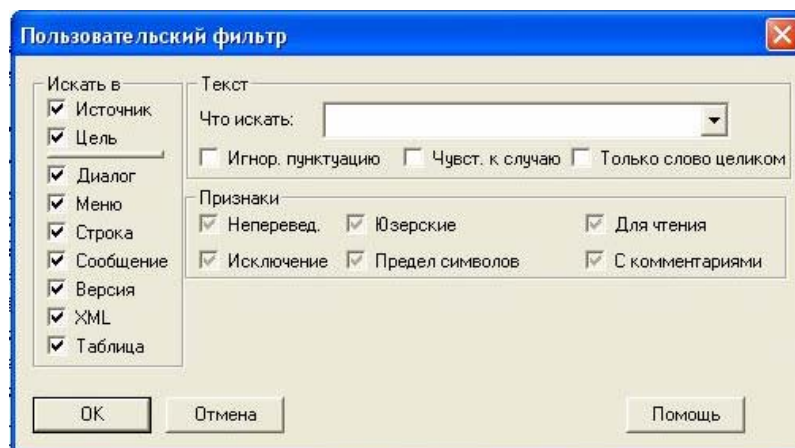 Пользовательский фильтр
Искать в
Источник
Цель
Диалог
Меню
Строка
Сообщение
Версия
XML
Таблица
Текст
Что искать:
Игнор. пунктуацию
Чувст. к случаю
Только слово целиком
Признаки
Неперевед.
Юзерские
Для чтения
Исключение
Предел символов
С комментариями
OK
Отмена
Помощь